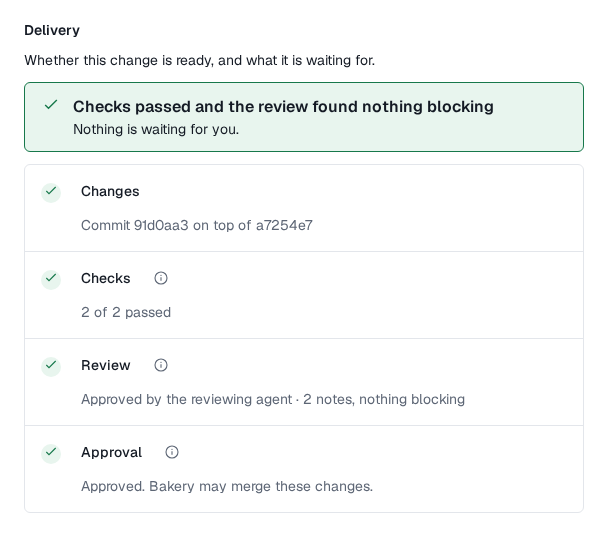 Delivery
Whether this change is ready, and what it is waiting for.
Checks passed and the review found nothing blocking
Nothing is waiting for you.
Changes
Commit 91d0aa3 on top of a7254e7
Checks
2 of 2 passed
Review
Approved by the reviewing agent · 2 notes, nothing blocking
Approval
Approved. Bakery may merge these changes.